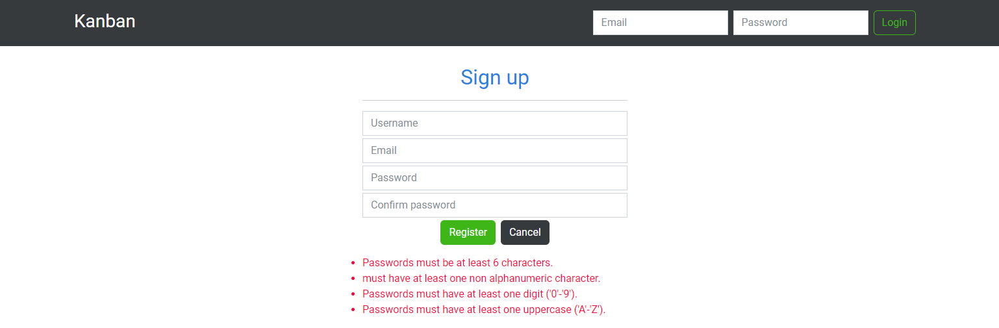 Kanban
Email
Password
Login
Sign up
Username
Email
Password
Confirm password
Register
Cancel
Passwords must be at least 6 characters.
must have at least one non alphanumeric character.
Passwords must have at least one digit ('0'-'9').
Passwords must have at least one uppercase ('A'-'Z').